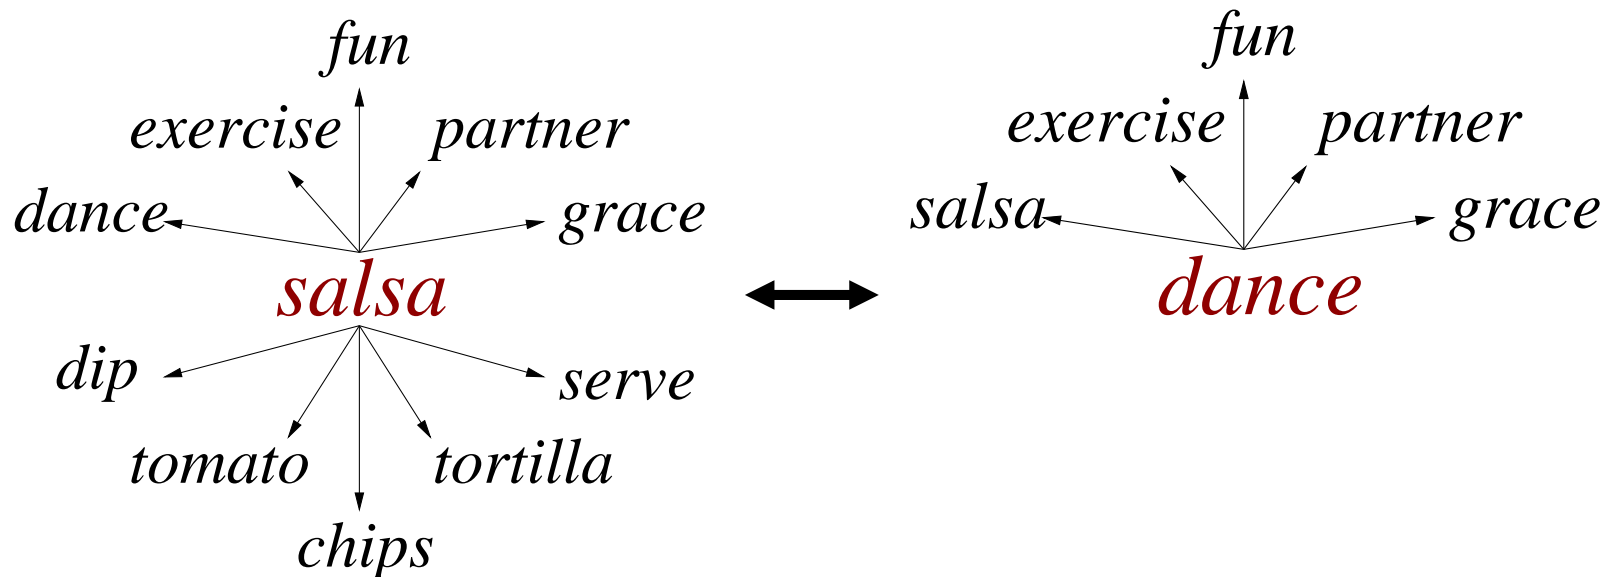 fun
exercise
partner
dance
grace
salsa
dip
serve
tomato
tortilla
chips
fun
exercise
partner
salsa
grace
dance